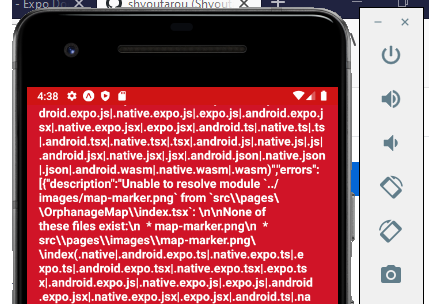 - Expo Do
shyoutarou (Shyou
4:38
droid.expo.js|.native.expo.js|.expo.js|.android.expo.j
sx|.native.expo.jsx|.expo.jsx|.android.ts|.native.ts|.ts
|.android.tsx|.native.tsx|.tsx|.android.js|.native.js|.js
|.android.jsx|.native.jsx|.jsx|.android.json|.native.json
|.json|.android.wasm|.native.wasm|.wasm)","errors":
[{"description":"Unable to resolve module `../
images/map-marker.png` from `src\\pages\
\OrphanageMap\\index.tsx`: \n\nNone of
these files exist:\n  * map-marker.png\n  *
src\\pages\\images\\map-marker.png\
\index(.native|.android.expo.ts|.native.expo.ts|.e
xpo.ts|.android.expo.tsx|.native.expo.tsx|.expo.ts
x|.android.expo.js|.native.expo.js|.expo.js|.android
.expo.jsx|.native.expo.jsx|.expo.jsx|.android.ts|.na